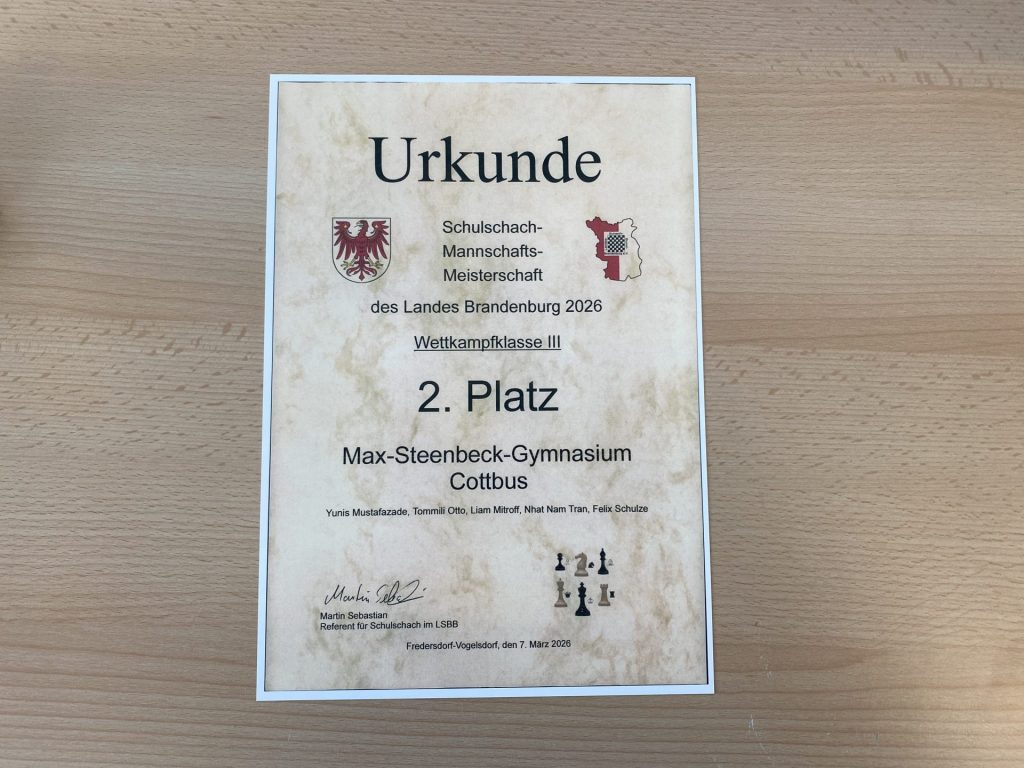 Urkunde
Schulschach-
Mannschafts-
Meisterschaft
des Landes Brandenburg 2026
Wettkampfklasse III
2. Platz
Max-Steenbeck-Gymnasium
Cottbus
Yunis Mustafazade, Tommili Otto, Liam Mitroff, Nhat Nam Tran, Felix Schulze
Martin Sebastian
Referent für Schulschach im LSBB
Fredersdorf-Vogelsdorf, den 7. März 2026